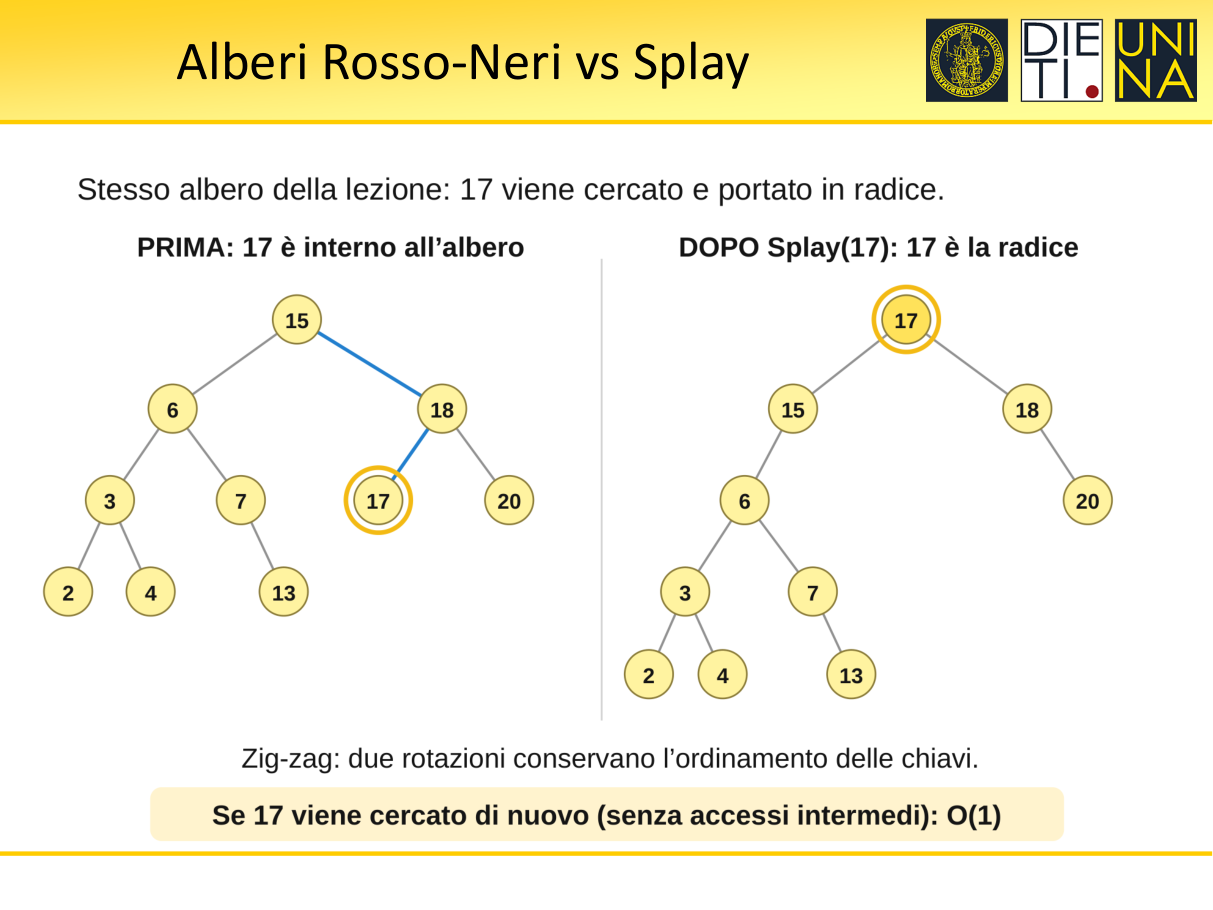 Alberi Rosso-Neri vs Splay
DIE
TI.
UNI
NA
Stesso albero della lezione: 17 viene cercato e portato in radice.
PRIMA: 17 è interno all’albero
15
6
18
3
7
17
20
2
4
13
DOPO Splay(17): 17 è la radice
17
15
18
6
20
3
7
2
4
13
Zig-zag: due rotazioni conservano l’ordinamento delle chiavi.
Se 17 viene cercato di nuovo (senza accessi intermedi): O(1)